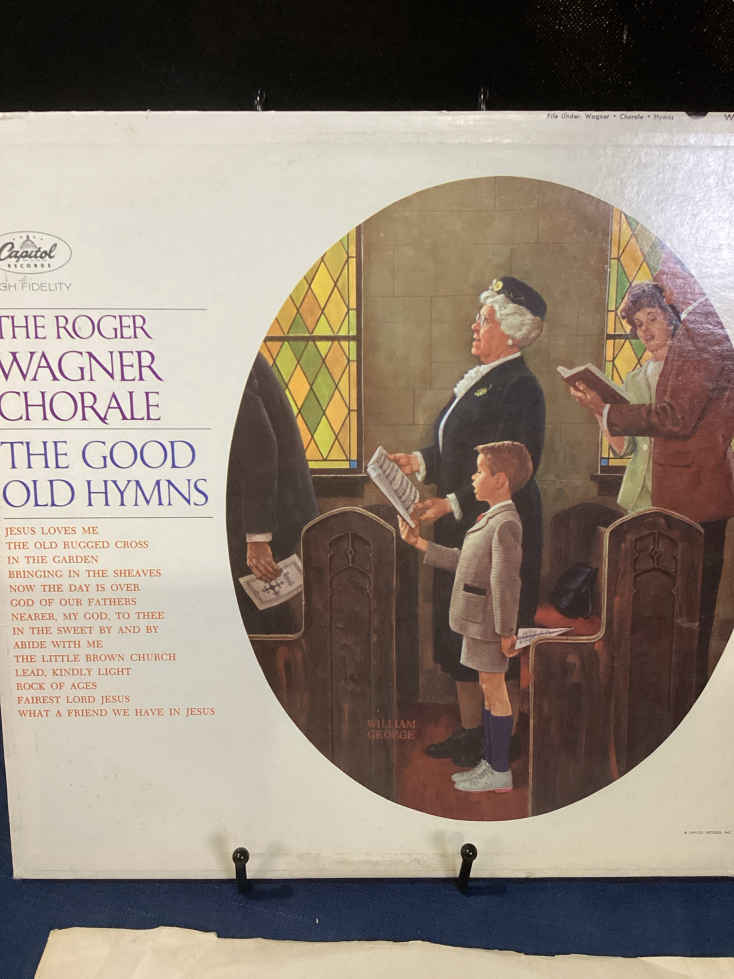 File Under: Wagner • Chorale • Hymns
W
Capitol
RECORDS
GH FIDELITY
THE ROGER
WAGNER
CHORALE
THE GOOD
OLD HYMNS
JESUS LOVES ME
THE OLD RUGGED CROSS
IN THE GARDEN
BRINGING IN THE SHEAVES
NOW THE DAY IS OVER
GOD OF OUR FATHERS
NEARER, MY GOD, TO THEE
IN THE SWEET BY AND BY
ABIDE WITH ME
THE LITTLE BROWN CHURCH
LEAD, KINDLY LIGHT
ROCK OF AGES
FAIREST LORD JESUS
WHAT A FRIEND WE HAVE IN JESUS
WILLIAM
GEORGE
© CAPITOL RECORDS, INC.